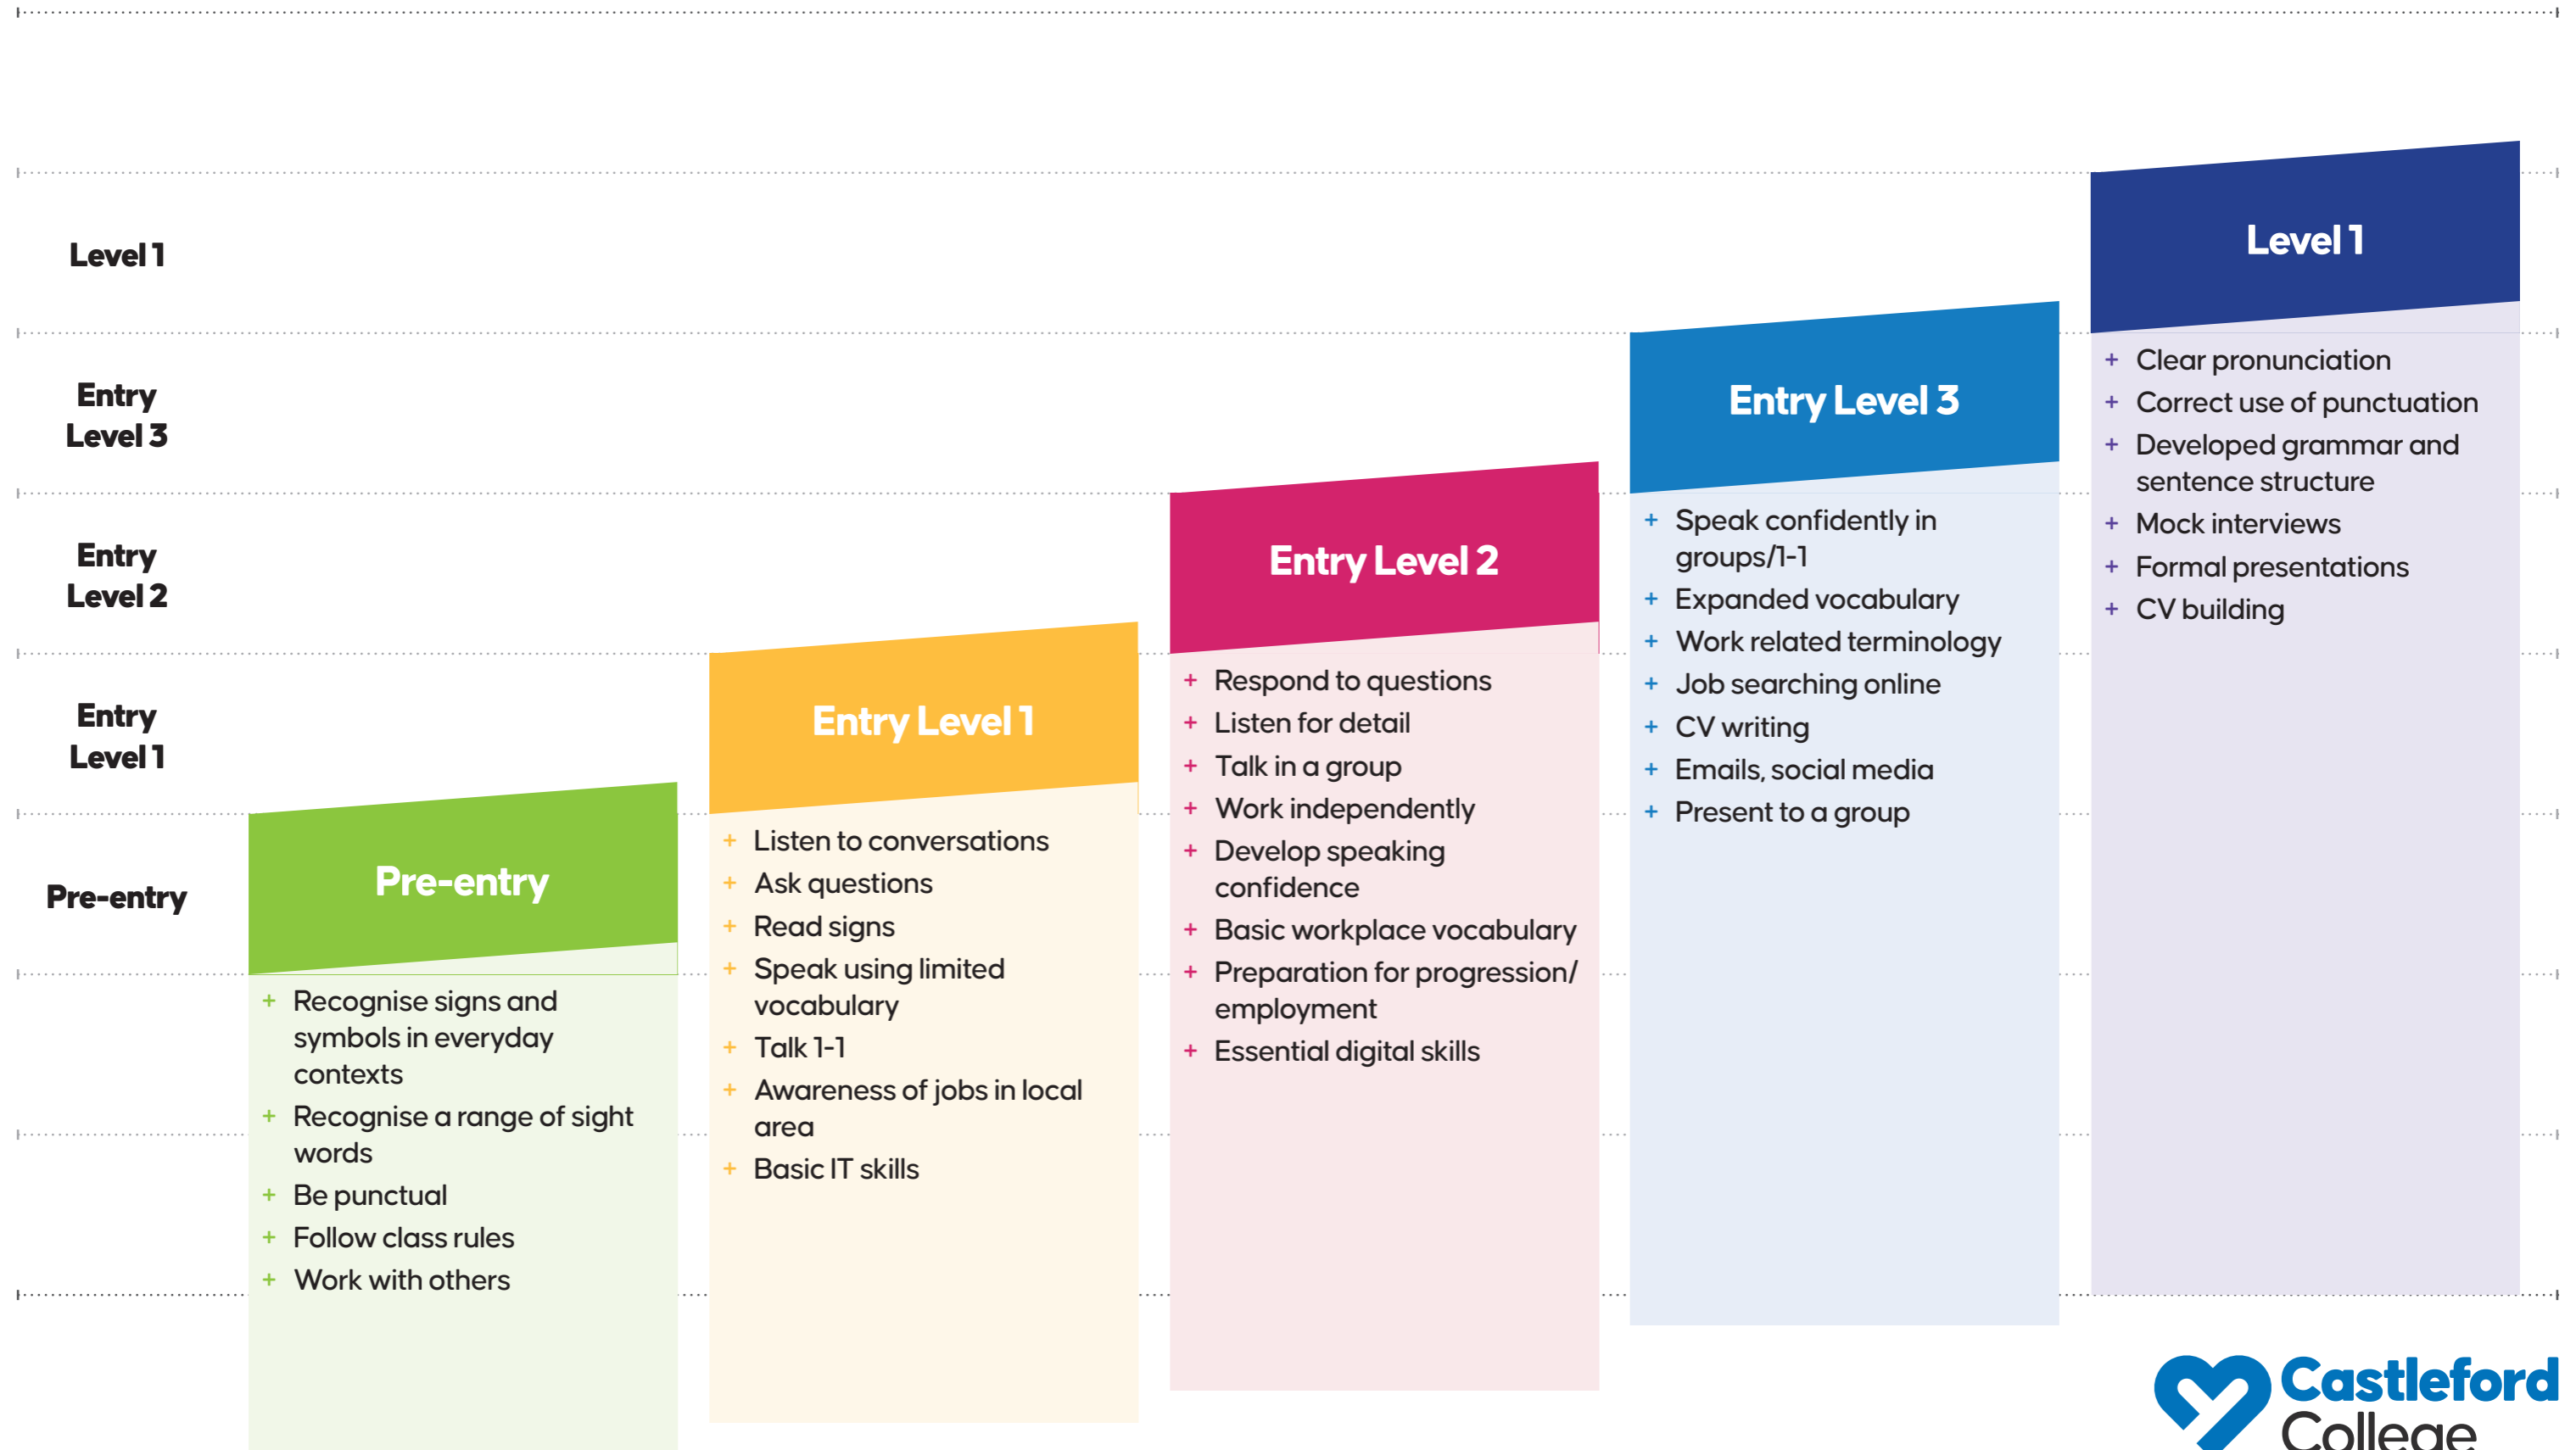 Level 1
Entry
Level 3
Entry
Level 2
Entry
Level 1
Pre-entry
Pre-entry
+ Recognise signs and
symbols in everyday
contexts
+ Recognise a range of sight
words
+ Be punctual
+ Follow class rules
+ Work with others
Entry Level 1
+ Listen to conversations
+ Ask questions
+ Read signs
+ Speak using limited
vocabulary
+ Talk 1-1
+ Awareness of jobs in local
area
+ Basic IT skills
Entry Level 2
+ Respond to questions
+ Listen for detail
+ Talk in a group
+ Work independently
+ Develop speaking
confidence
+ Basic workplace vocabulary
+ Preparation for progression/
employment
+ Essential digital skills
Entry Level 3
+ Speak confidently in
groups/1-1
+ Expanded vocabulary
+ Work related terminology
+ Job searching online
+ CV writing
+ Emails, social media
+ Present to a group
Level 1
+ Clear pronunciation
+ Correct use of punctuation
+ Developed grammar and
sentence structure
+ Mock interviews
+ Formal presentations
+ CV building
Castleford
College